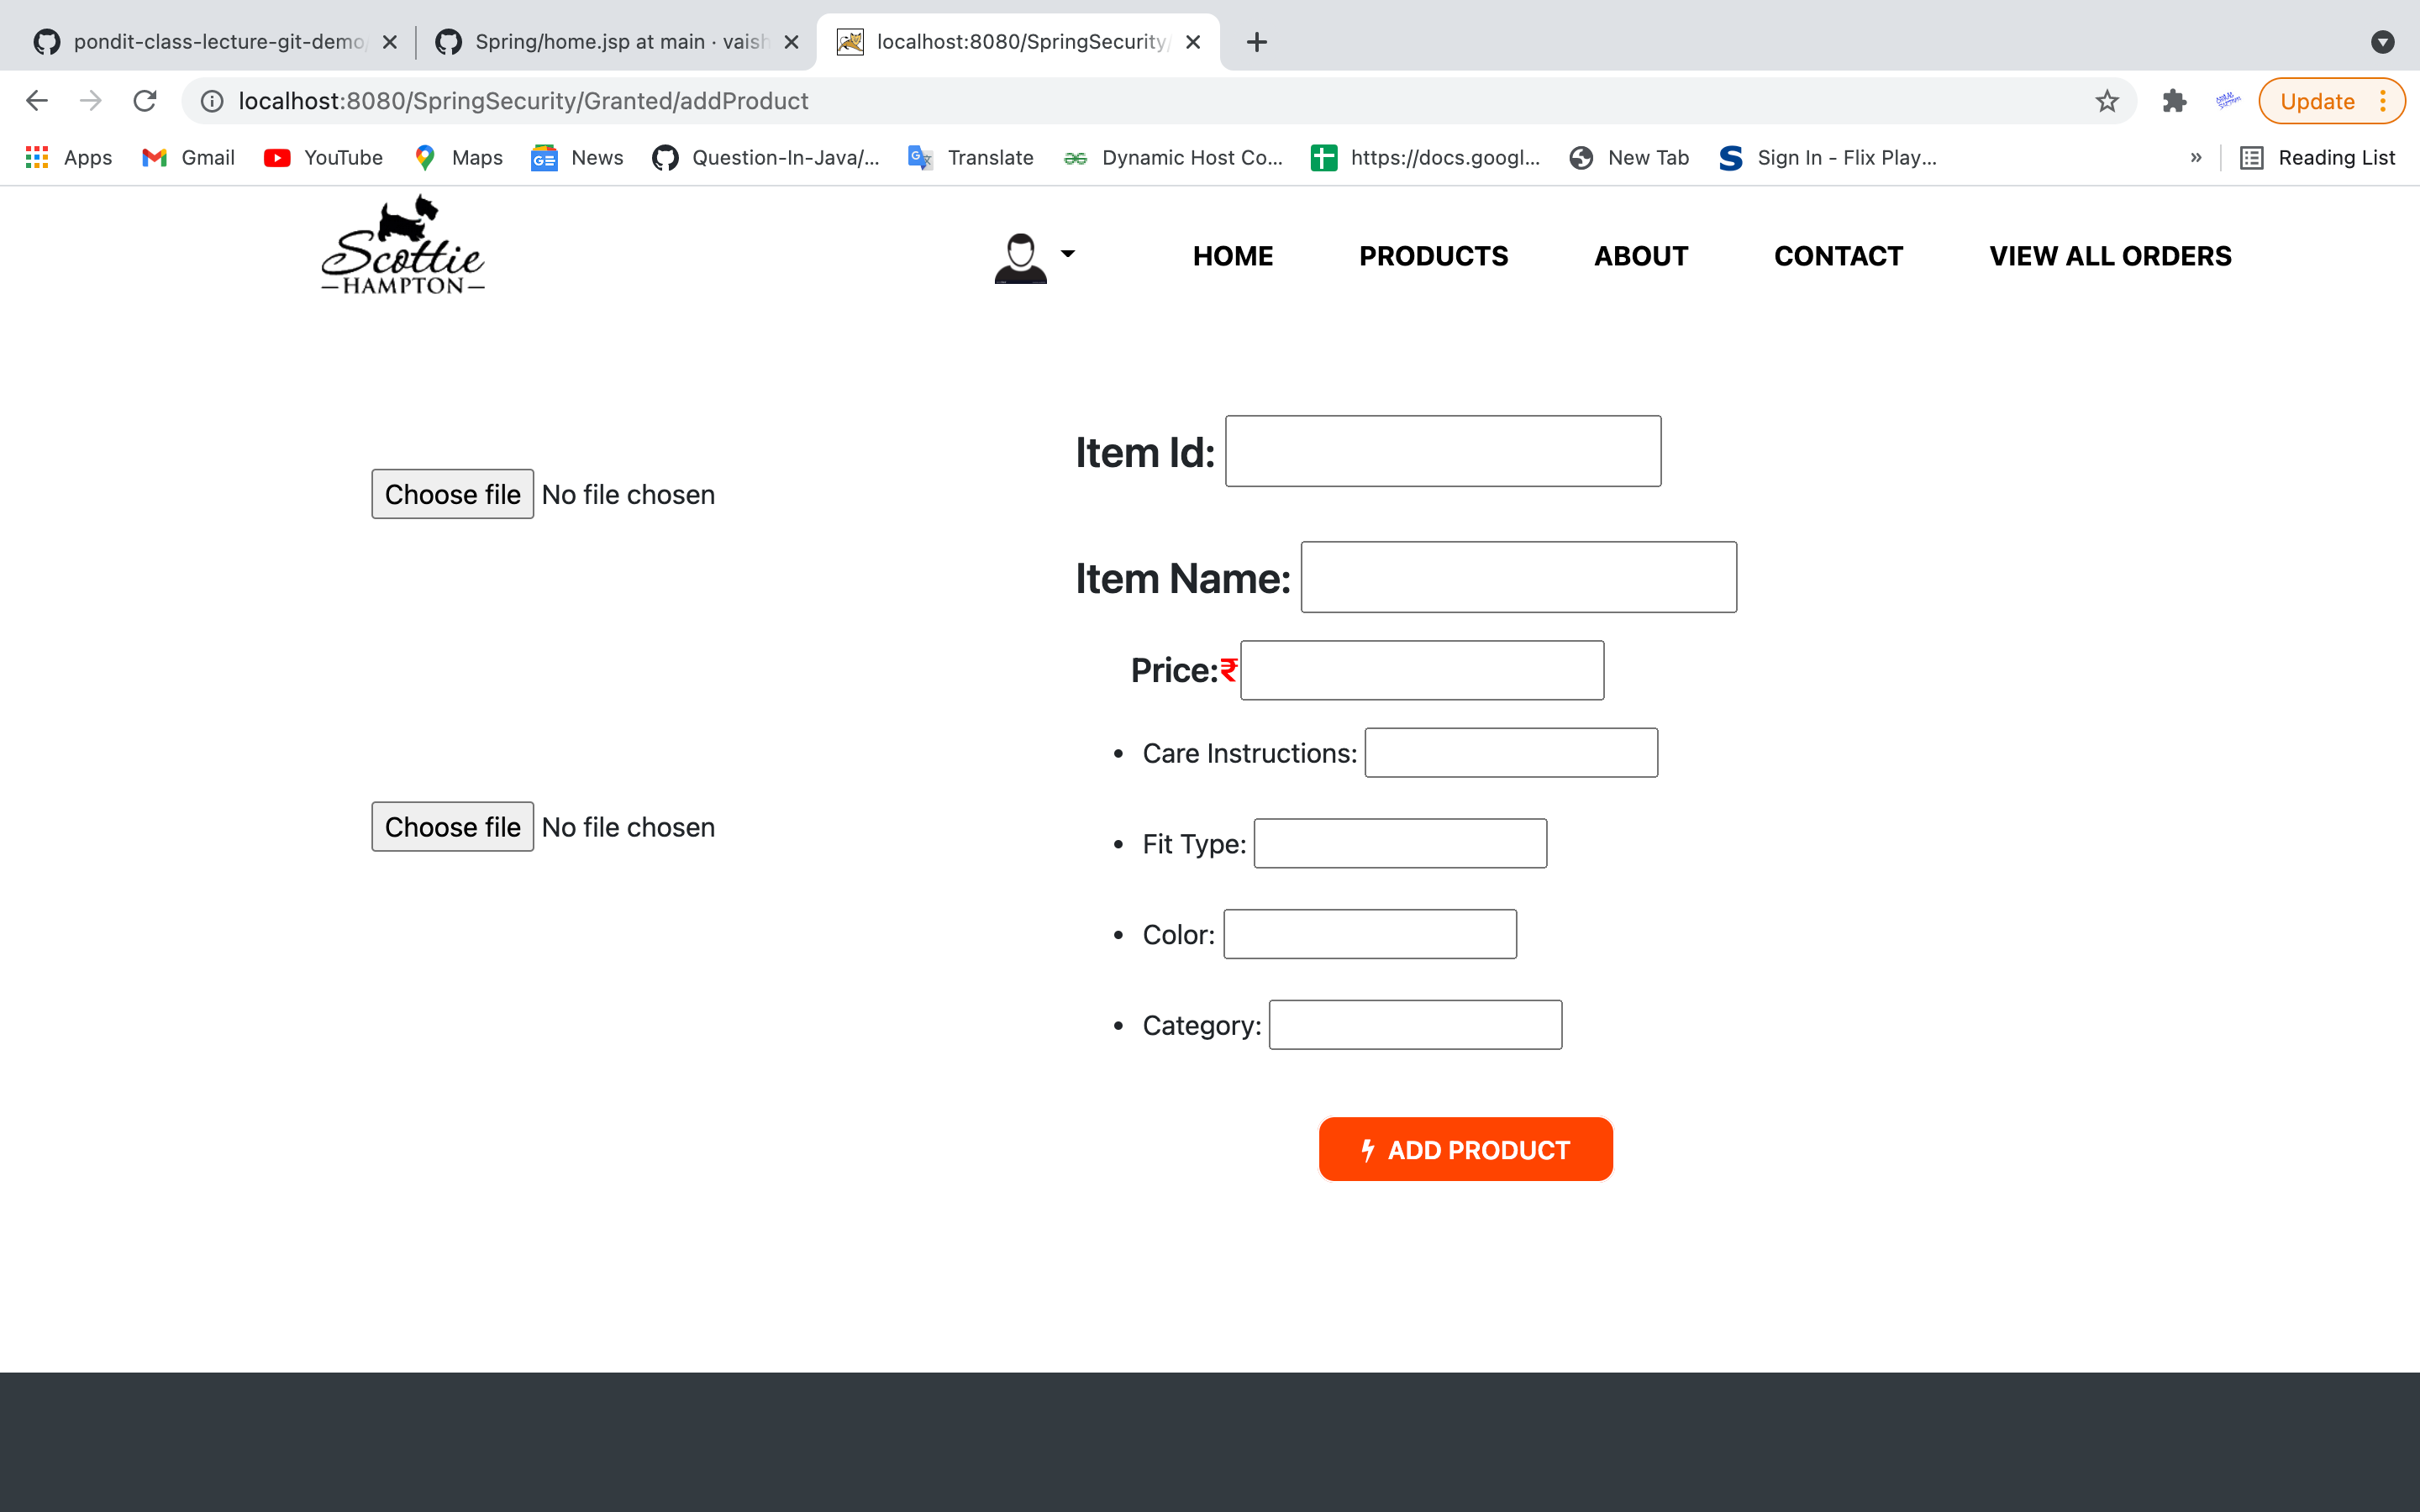 pondit-class-lecture-git-demo/
Spring/home.jsp at main · vaish
localhost:8080/SpringSecurity/
localhost:8080/SpringSecurity/Granted/addProduct
Update
Apps
Gmail
YouTube
Maps
News
Question-In-Java/...
Translate
Dynamic Host Co...
https://docs.googl...
New Tab
Sign In - Flix Play...
»
Reading List
Scottie
HAMPTON
HOME
PRODUCTS
ABOUT
CONTACT
VIEW ALL ORDERS
Choose file No file chosen
Choose file No file chosen
Item Id:
Item Name:
Price:₹
• Care Instructions:
• Fit Type:
• Color:
• Category:
ADD PRODUCT